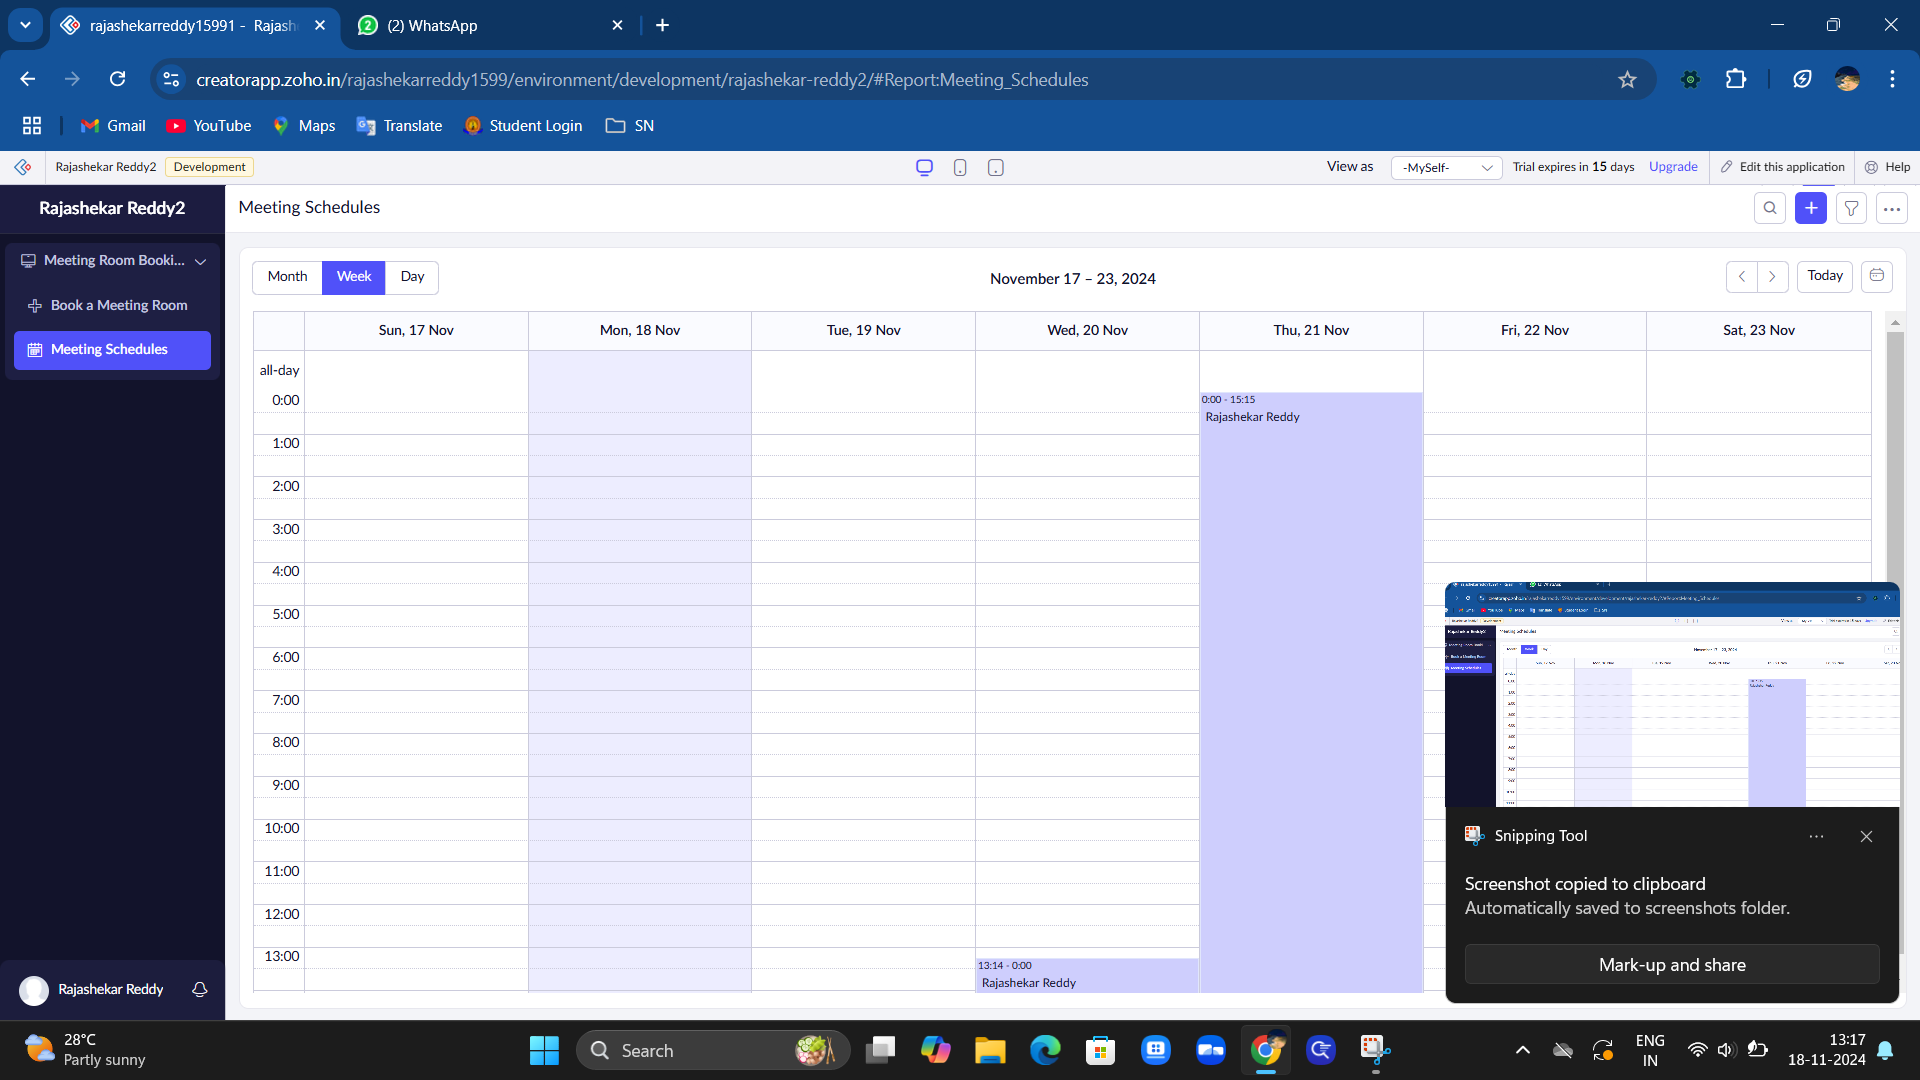 rajashekarreddy15991 - Rajash
(2) WhatsApp
creatorapp.zoho.in/rajashekarreddy1599/environment/development/rajashekar-reddy2/#Report:Meeting_Schedules
Gmail
YouTube
Maps
Translate
Student Login
SN
Rajashekar Reddy2
Development
View as
-MySelf-
Trial expires in 15 days
Upgrade
Edit this application
Help
Rajashekar Reddy2
Meeting Room Booki...
Book a Meeting Room
Meeting Schedules
Meeting Schedules
Month
Week
Day
November 17 – 23, 2024
Today
Sun, 17 Nov
Mon, 18 Nov
Tue, 19 Nov
Wed, 20 Nov
Thu, 21 Nov
Fri, 22 Nov
Sat, 23 Nov
all-day
0:00
1:00
2:00
3:00
4:00
5:00
6:00
7:00
8:00
9:00
10:00
11:00
12:00
13:00
0:00 - 15:15
Rajashekar Reddy
13:14 - 0:00
Rajashekar Reddy
Snipping Tool
Screenshot copied to clipboard
Automatically saved to screenshots folder.
Mark-up and share
Rajashekar Reddy
28°C
Partly sunny
Search
ENG
IN
13:17
18-11-2024